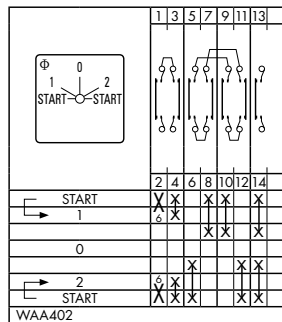 1 3 5 7 9 11 13
Φ 0
1 2
START START
2 4 6 8 10 12 14
START X X X X X
1 6 X X X X
0
X X X
2 6 X
START X X X X X
WAA402